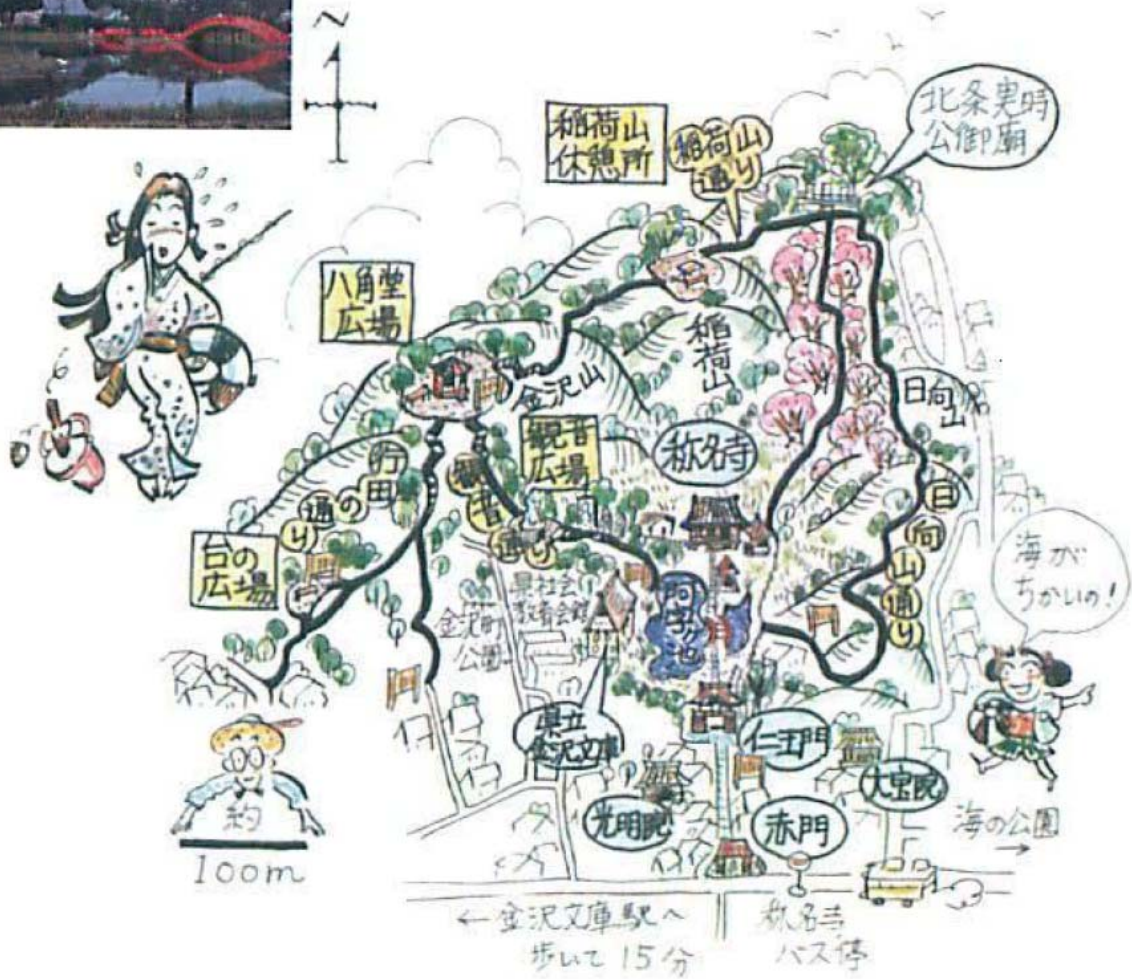 N
北条実時
公御廟
稲荷山
休憩所
稲荷山
通り
八角堂
広場
稲荷山
金沢山
日向山
観音
広場
称名寺
行田の通り
観音通り
日向山通り
台の
広場
海が
ちかいの!
県社会
教育会館
金沢町
公園
阿字ヶ池
県立
金沢文庫
仁王門
大宝院
光明院
赤門
海の公園
→
約
100m
←金沢文庫駅へ
歩いて15分
称名寺
バス停